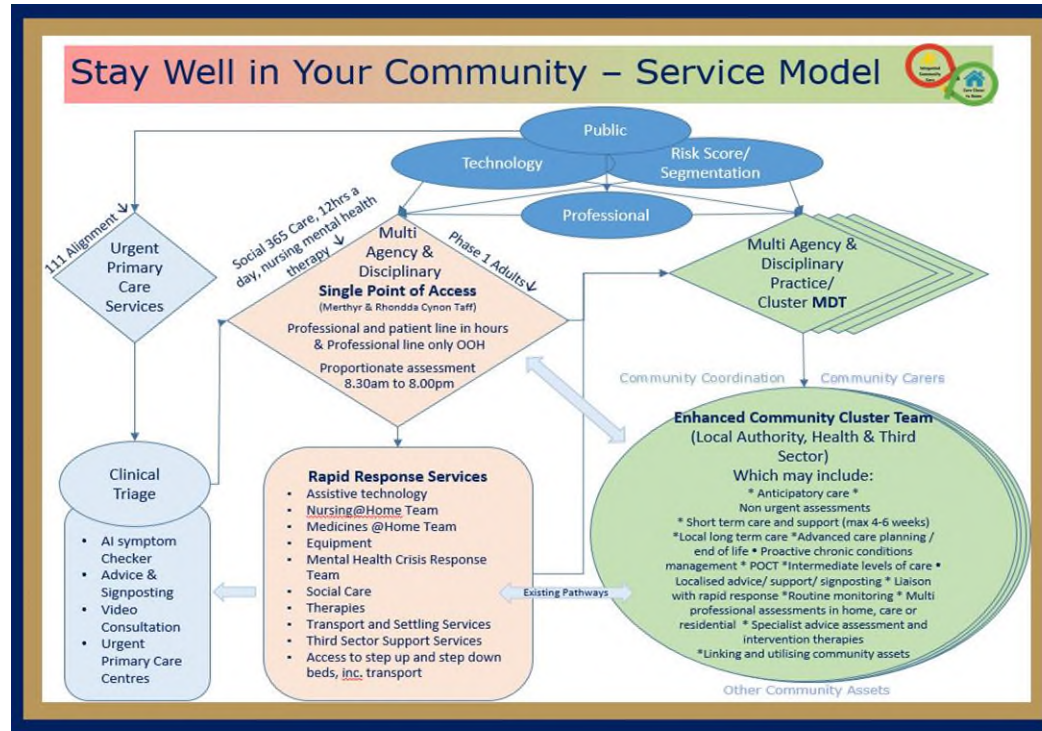 Stay Well in Your Community – Service Model
Integrated
Community
Care
Care Closer
to Home
Public
Technology
Risk Score/
Segmentation
Professional
111 Alignment ↓
Urgent
Primary
Care
Services
Social 365 Care, 12hrs a
day, nursing mental health
therapy ↓
Phase 1 Adults ↓
Multi
Agency &
Disciplinary
Single Point of Access
(Merthyr & Rhondda Cynon Taff)
Professional and patient line in hours
& Professional line only OOH
Proportionate assessment
8.30am to 8.00pm
Multi Agency &
Disciplinary
Practice/
Cluster MDT
Community Coordination
Community Carers
Clinical
Triage
• AI symptom
Checker
• Advice &
Signposting
• Video
Consultation
• Urgent
Primary Care
Centres
Rapid Response Services
• Assistive technology
• Nursing@Home Team
• Medicines @Home Team
• Equipment
• Mental Health Crisis Response
Team
• Social Care
• Therapies
• Transport and Settling Services
• Third Sector Support Services
• Access to step up and step down
beds, inc. transport
Existing Pathways
Enhanced Community Cluster Team
(Local Authority, Health & Third
Sector)
Which may include:
* Anticipatory care *
Non urgent assessments
* Short term care and support (max 4-6 weeks)
*Local long term care *Advanced care planning /
end of life • Proactive chronic conditions
management * POCT *Intermediate levels of care •
Localised advice/ support/ signposting * Liaison
with rapid response *Routine monitoring * Multi
professional assessments in home, care or
residential * Specialist advice assessment and
intervention therapies
*Linking and utilising community assets
Other Community Assets